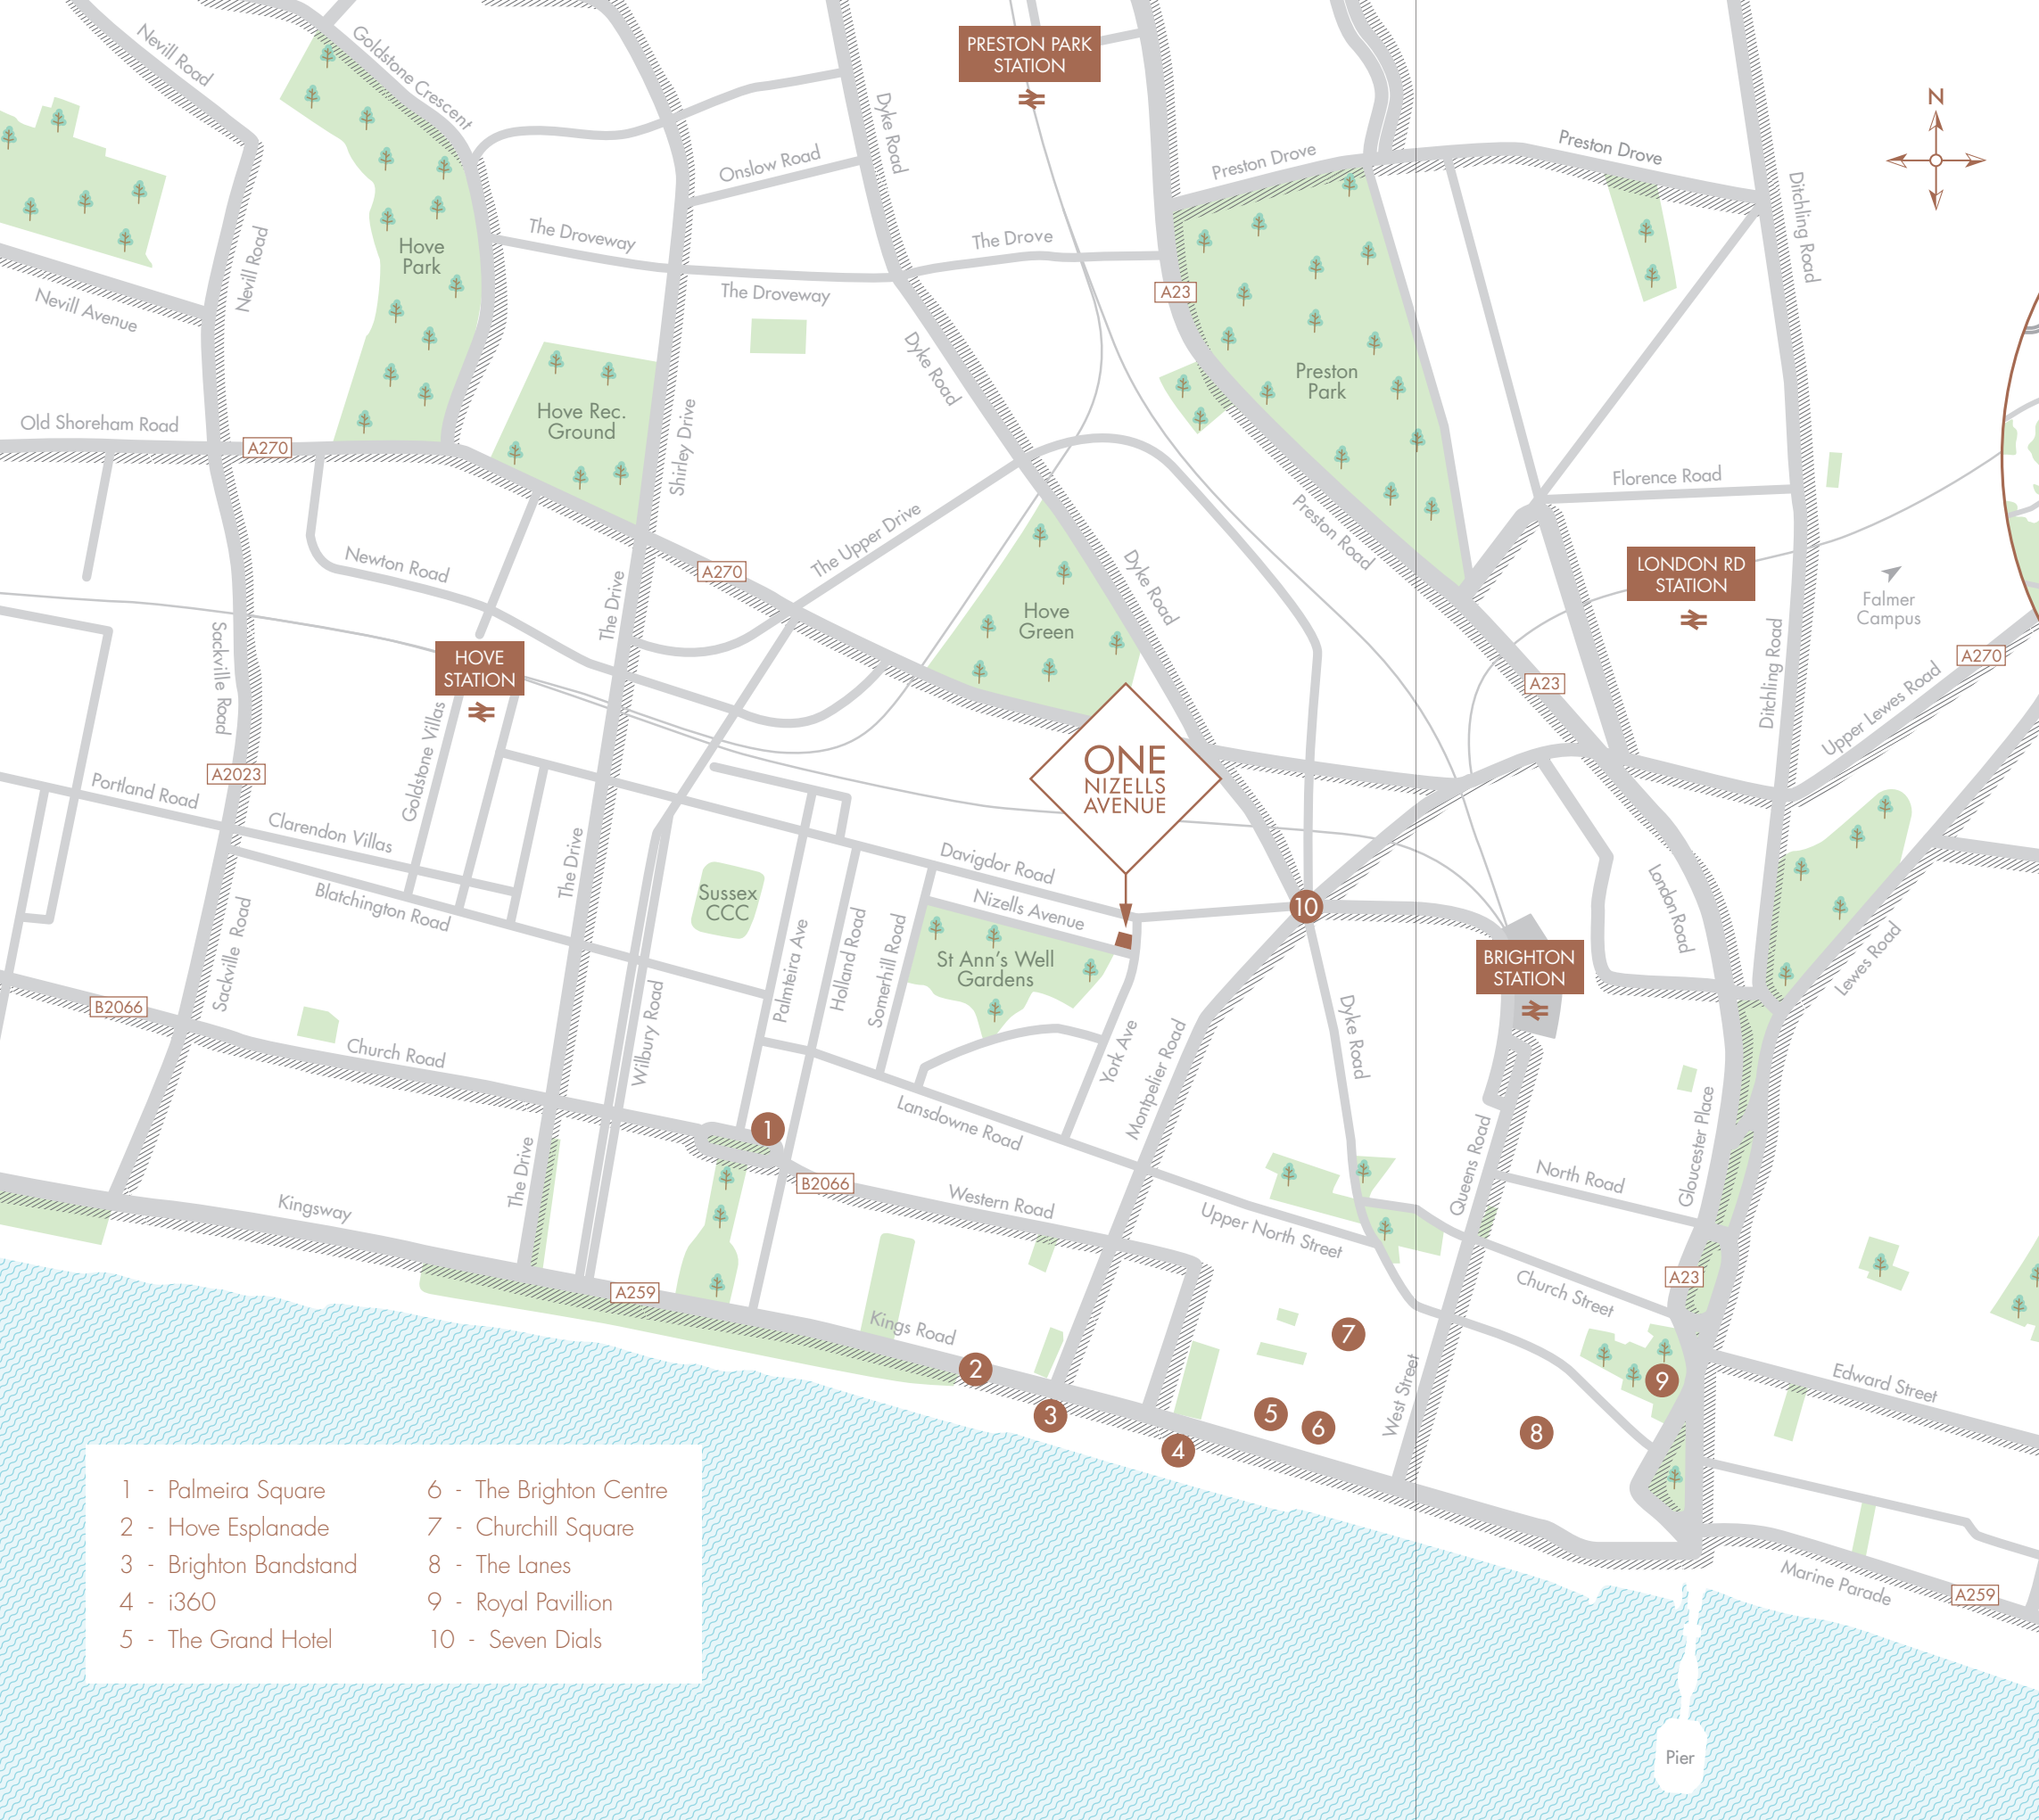 PRESTON PARK
STATION
N
Nevill Road
Goldstone Crescent
Dyke Road
Onslow Road
Preston Drove
Preston Drove
Ditchling Road
Nevill Road
Hove
Park
The Droveway
The Drove
The Droveway
A23
Nevill Avenue
Dyke Road
Preston
Park
Old Shoreham Road
A270
Hove Rec.
Ground
Shirley Drive
Florence Road
Preston Road
Newton Road
A270
The Upper Drive
Dyke Road
LONDON RD
STATION
Falmer
Campus
The Drive
Hove
Green
Sackville Road
HOVE
STATION
A23
Ditchling Road
A270
Upper Lewes Road
Goldstone Villas
A2023
ONE
NIZELLS
AVENUE
Portland Road
Clarendon Villas
Blatchington Road
The Drive
Sussex
CCC
Davigdor Road
Nizells Avenue
10
London Road
Sackville Road
Palmteira Ave
Holland Road
Somerhill Road
St Ann's Well
Gardens
BRIGHTON
STATION
Lewes Road
B2066
Church Road
Wilbury Road
York Ave
Montpelier Road
Dyke Road
Lansdowne Road
1
The Drive
B2066
Western Road
Upper North Street
Queens Road
North Road
Gloucester Place
Kingsway
A259
Kings Road
A23
Church Street
2
3
4
5
6
7
West Street
8
9
Edward Street
Marine Parade
A259
Pier
1 - Palmeira Square
2 - Hove Esplanade
3 - Brighton Bandstand
4 - i360
5 - The Grand Hotel
6 - The Brighton Centre
7 - Churchill Square
8 - The Lanes
9 - Royal Pavillion
10 - Seven Dials